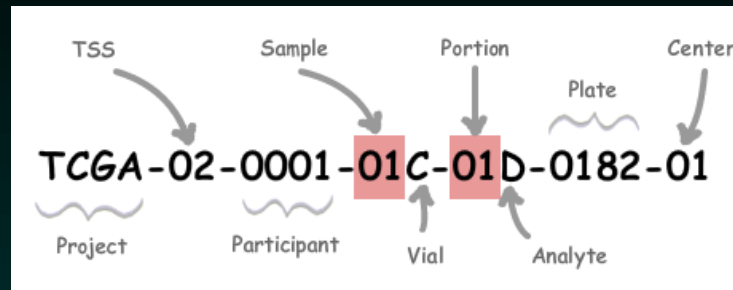 TSS Sample Portion Center
Plate
TCGA-02-0001-01C-01D-0182-01
Project Participant Vial Analyte